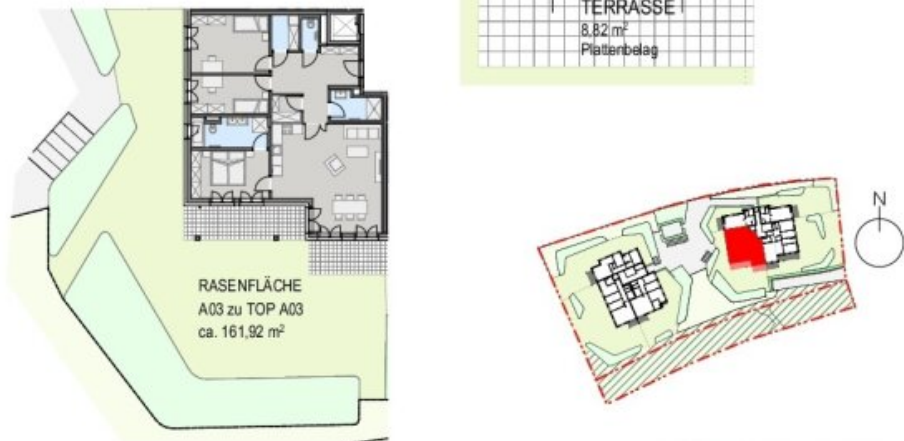 TERRASSE
8,82 m²
Plattenbelag
N
RASENFLÄCHE
A03 zu TOP A03
ca. 161,92 m²